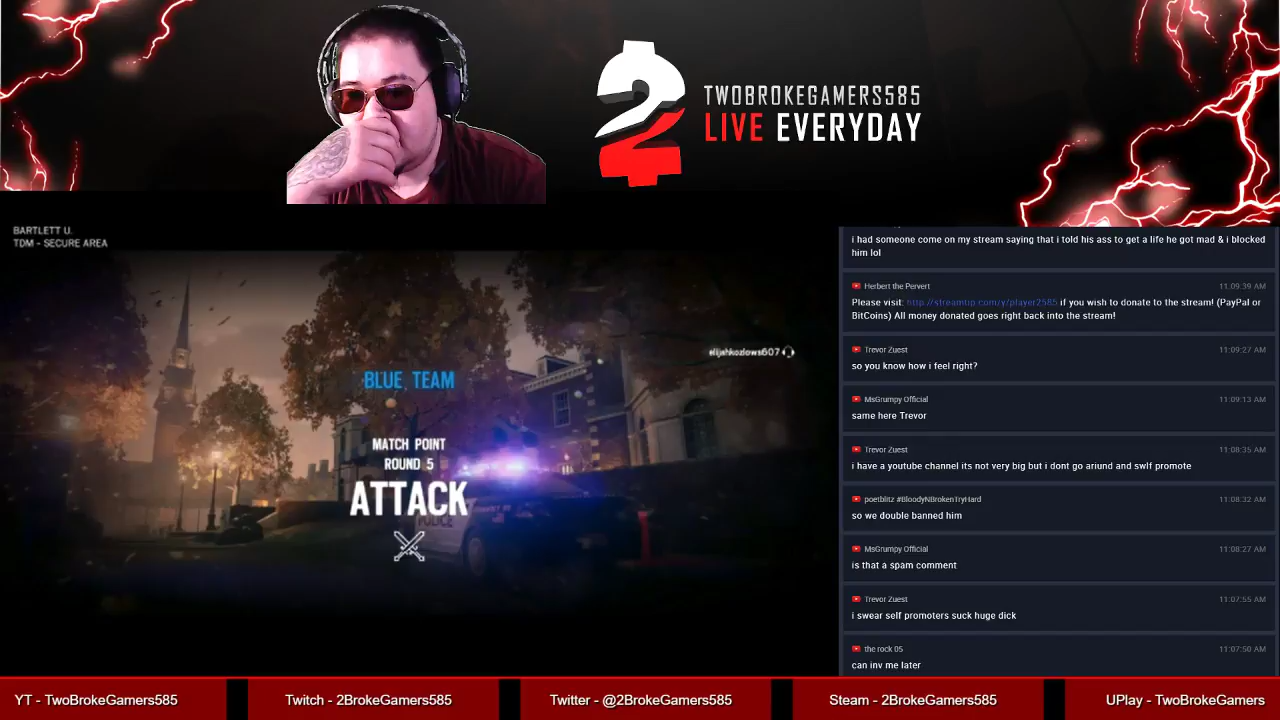 2
TWOBROKEGAMERS585
LIVE EVERYDAY
BARTLETT U.
TDM - SECURE AREA
elijahkozlows607
BLUE TEAM
MATCH POINT
ROUND 5
ATTACK
POLICE
i had someone come on my stream saying that i told his ass to get a life he got mad & i blocked
him lol
Herbert the Pervert 11:09:39 AM
Please visit: http://streamtip.com/y/player2585 if you wish to donate to the stream! (PayPal or
BitCoins) All money donated goes right back into the stream!
Trevor Zuest 11:09:27 AM
so you know how i feel right?
MsGrumpy Official 11:09:13 AM
same here Trevor
Trevor Zuest 11:08:35 AM
i have a youtube channel its not very big but i dont go ariund and swlf promote
poetblitz #BloodyNBrokenTryHard 11:08:32 AM
so we double banned him
MsGrumpy Official 11:08:27 AM
is that a spam comment
Trevor Zuest 11:07:55 AM
i swear self promoters suck huge dick
the rock 05 11:07:50 AM
can inv me later
YT - TwoBrokeGamers585
Twitch - 2BrokeGamers585
Twitter - @2BrokeGamers585
Steam - 2BrokeGamers585
UPlay - TwoBrokeGamers